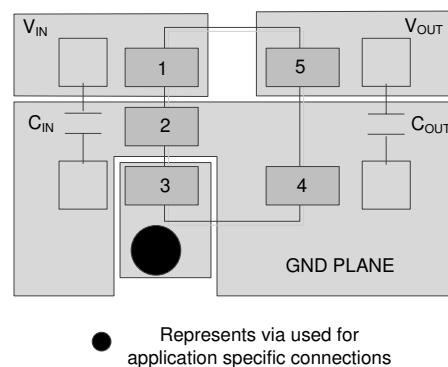 VIN
VOUT
1
5
CIN
2
COUT
3
4
GND PLANE
Represents via used for
application specific connections